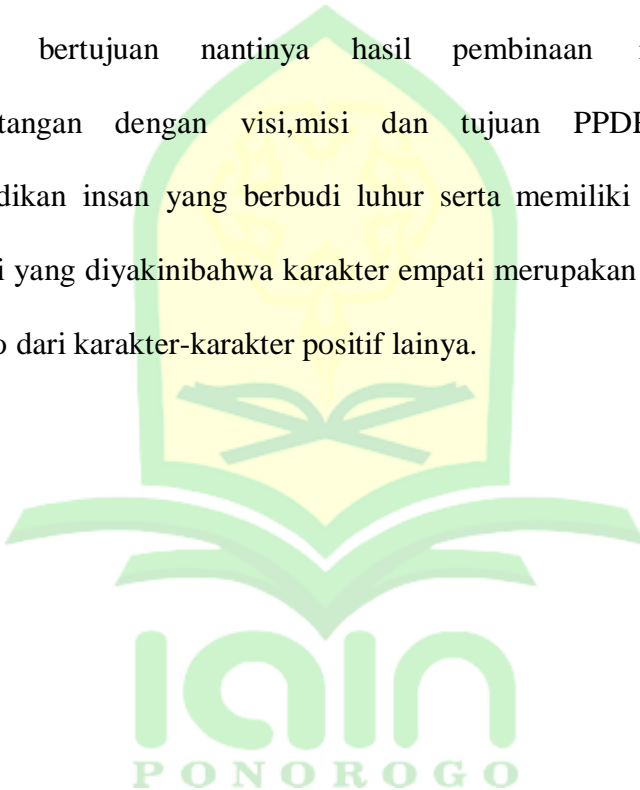 bertujuan nantinya hasil pembinaan
tangan dengan visi,misi dan tujuan
dikan insan yang berbudi luhur serta memiliki
i yang diyakinibahwa karakter empati merupakan
dari karakter-karakter positif lainya.
iain
PONOROGO